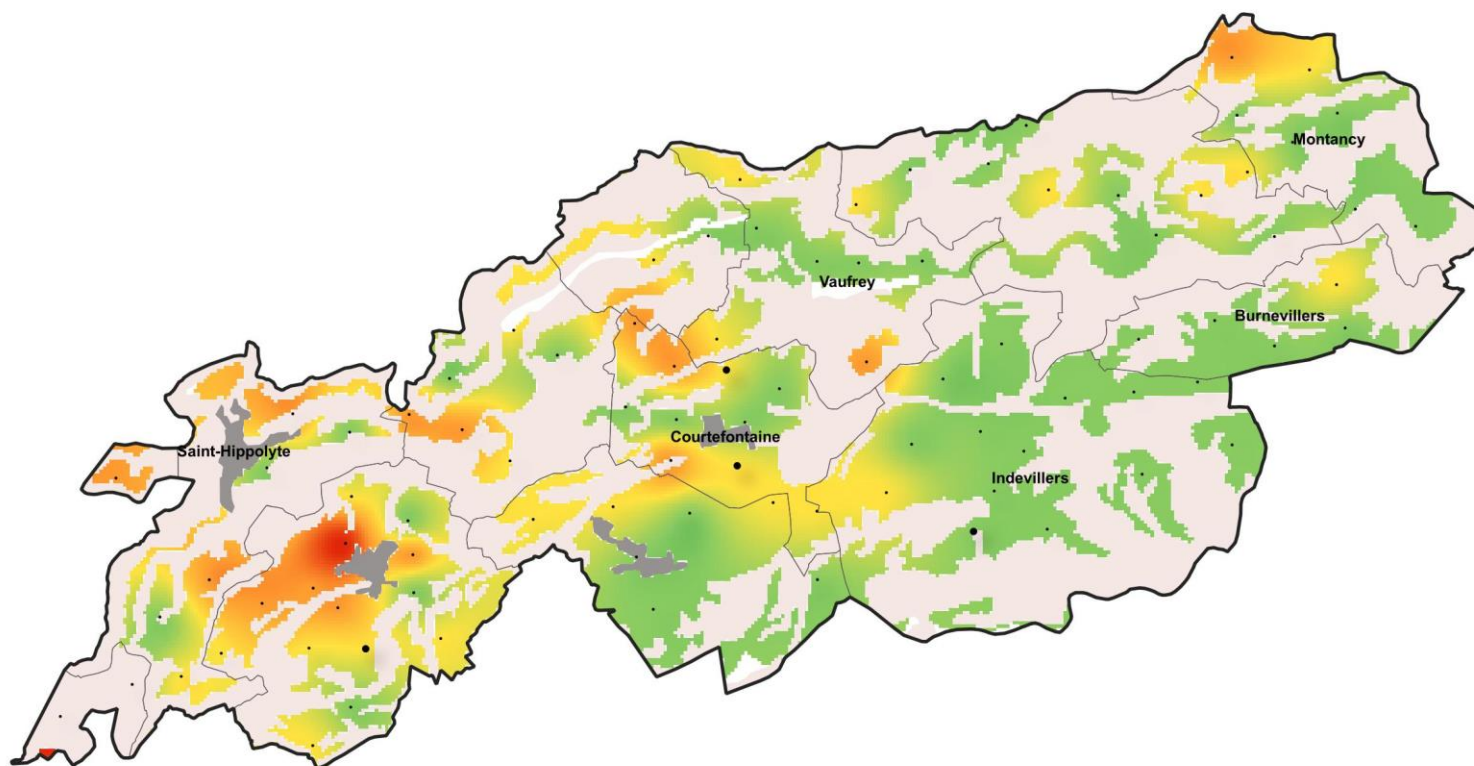 Montancy
Vaufrey
Burnevillers
Courtefontaine
Saint-Hippolyte
Indevillers